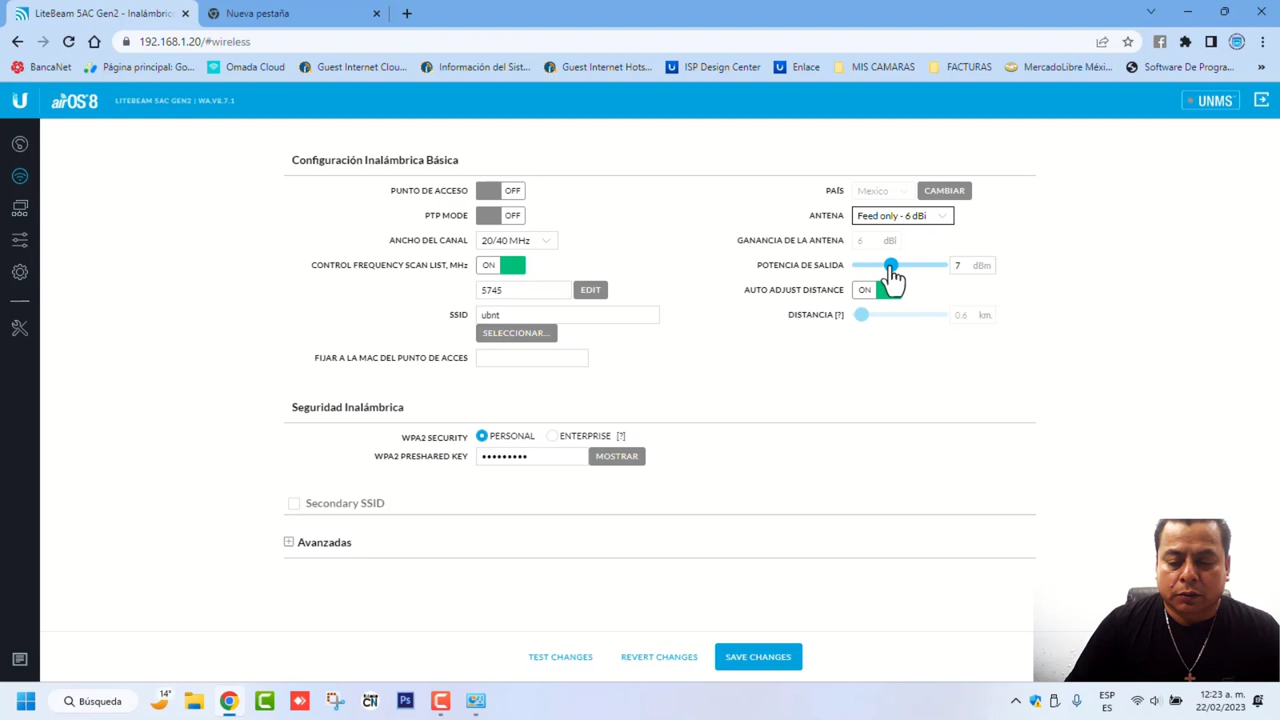 LiteBeam 5AC Gen2 - Inalámbric
Nueva pestaña
192.168.1.20/#wireless
BancaNet
Página principal: Go...
Omada Cloud
Guest Internet Clou...
Información del Sis...
Guest Internet Hots...
ISP Design Center
Enlace
MIS CAMARAS
FACTURAS
MercadoLibre Méxi...
Software De Progra...
»
airOS 8
LITEBEAM 5AC GEN2 | WA.V8.7.1
UNMS
Configuración Inalámbrica Básica
PUNTO DE ACCESO OFF
PAÍS Mexico CAMBIAR
PTP MODE OFF
ANTENA Feed only - 6 dBi
ANCHO DEL CANAL 20/40 MHz
GANANCIA DE LA ANTENA 6 dBi
CONTROL FREQUENCY SCAN LIST, MHz ON
POTENCIA DE SALIDA 7 dBm
5745 EDIT
AUTO ADJUST DISTANCE ON
SSID ubnt
DISTANCIA [?] 0.6 km.
SELECCIONAR...
FIJAR A LA MAC DEL PUNTO DE ACCES
Seguridad Inalámbrica
WPA2 SECURITY PERSONAL ENTERPRISE [?]
WPA2 PRESHARED KEY ••••••••• MOSTRAR
Secondary SSID
Avanzadas
TEST CHANGES
REVERT CHANGES
SAVE CHANGES
14°
Búsqueda
CN
Ps
ESP
ES
12:23 a. m.
22/02/2023